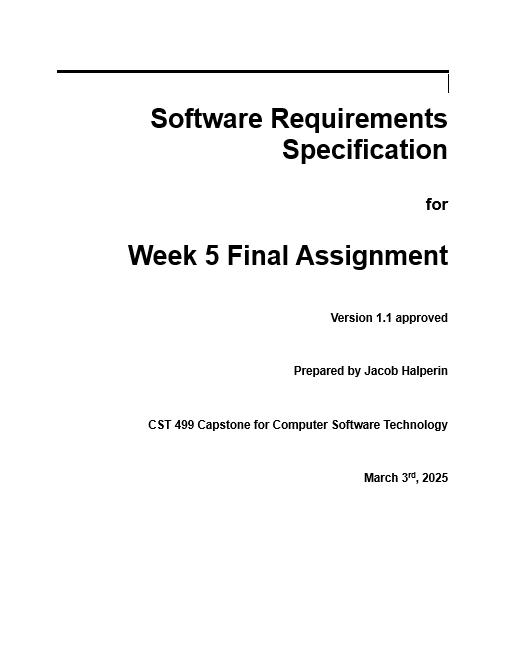 Software Requirements
Specification
for
Week 5 Final Assignment
Version 1.1 approved
Prepared by Jacob Halperin
CST 499 Capstone for Computer Software Technology
March 3rd, 2025